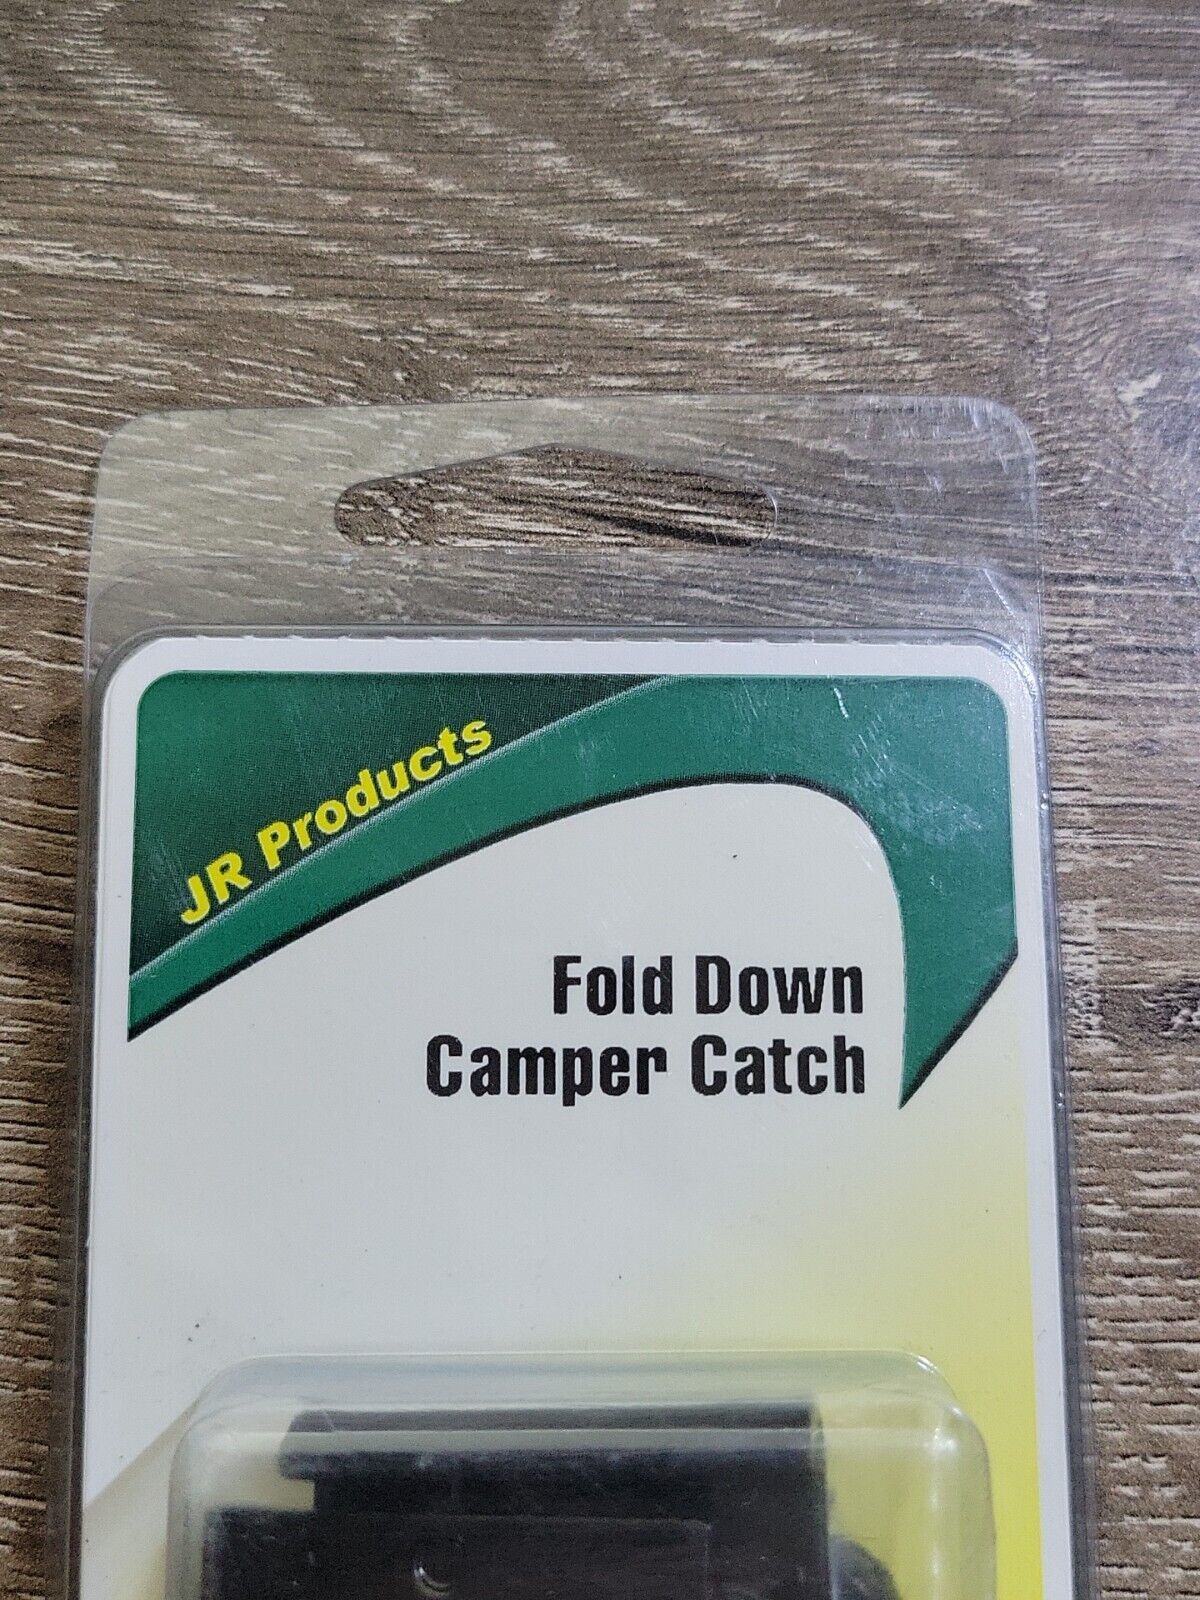 JR Products
Fold Down
Camper Catch